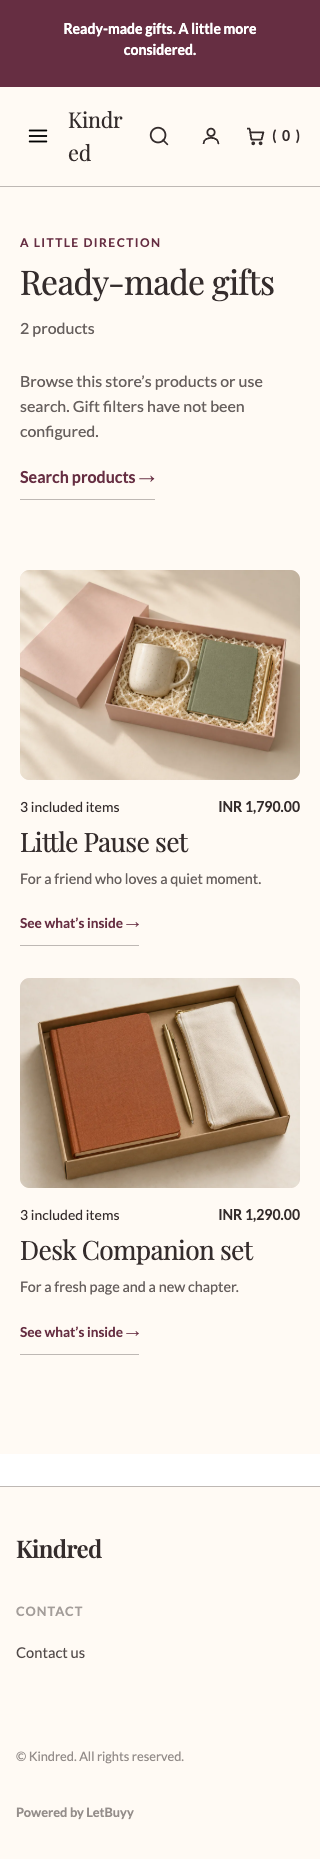 Ready-made gifts. A little more
considered.
Kindr
ed
( 0 )
A LITTLE DIRECTION
Ready-made gifts
2 products
Browse this store’s products or use
search. Gift filters have not been
configured.
Search products →
3 included items INR 1,790.00
Little Pause set
For a friend who loves a quiet moment.
See what’s inside →
3 included items INR 1,290.00
Desk Companion set
For a fresh page and a new chapter.
See what’s inside →
Kindred
CONTACT
Contact us
© Kindred. All rights reserved.
Powered by LetBuyy